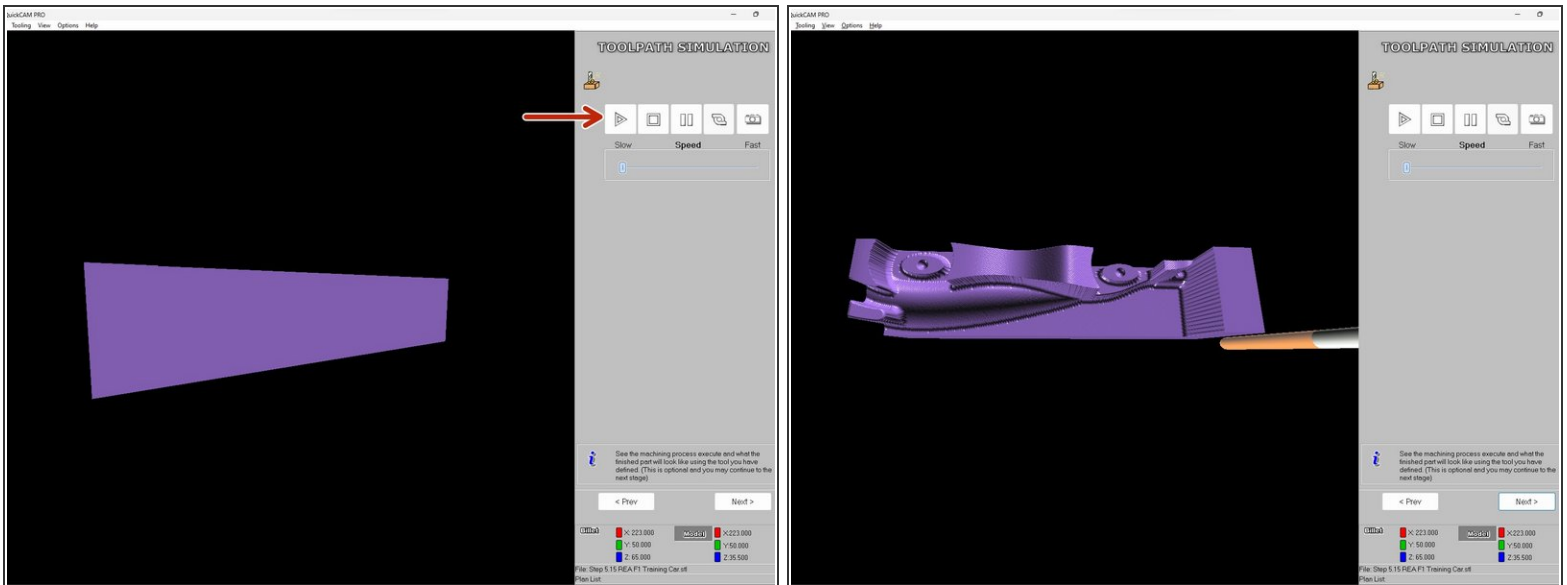 uickCAM PRO
Tooling View Options Help
TOOLPATH SIMULATION
Slow Speed Fast
See the machining process execute and what the
finished part will look like using the tool you have
defined. (This is optional and you may continue to the
next stage)
< Prev Next >
Billet X: 223.000 Model X:223.000
Y: 50.000 Y:50.000
Z: 65.000 Z:35.500
File: Step 5.15 REA F1 Training Car.stl
Plan List:
uickCAM PRO
Tooling View Options Help
TOOLPATH SIMULATION
Slow Speed Fast
See the machining process execute and what the
finished part will look like using the tool you have
defined. (This is optional and you may continue to the
next stage)
< Prev Next >
Billet X: 223.000 Model X:223.000
Y: 50.000 Y:50.000
Z: 65.000 Z:35.500
File: Step 5.15 REA F1 Training Car.stl
Plan List: